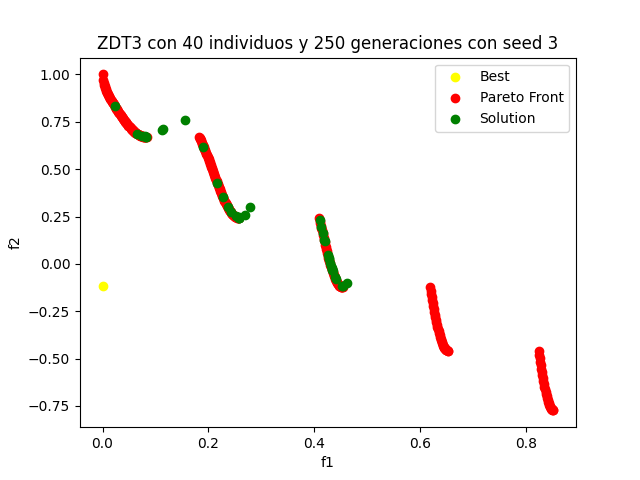 ZDT3 con 40 individuos y 250 generaciones con seed 3
Best
Pareto Front
Solution
1.00
0.75
0.50
0.25
0.00
−0.25
−0.50
−0.75
f2
0.0
0.2
0.4
0.6
0.8
f1